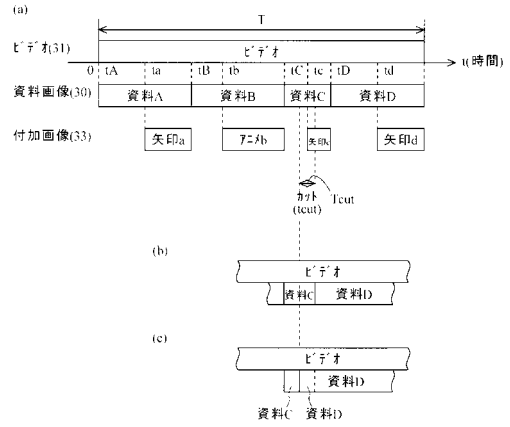 (a)
T
ビデオ(31)
ビデオ
0 tA ta tB tb tC tc tD td t(時間)
資料画像(30)
資料A 資料B 資料C 資料D
付加画像(33)
矢印a アニメb 矢印c 矢印d
カット Tcut
(tcut)
(b)
ビデオ
資料C 資料D
(c)
ビデオ
資料D
資料C 資料D